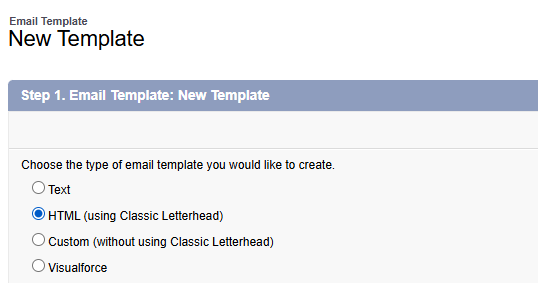 Email Template
New Template
Step 1. Email Template: New Template
Choose the type of email template you would like to create.
Text
HTML (using Classic Letterhead)
Custom (without using Classic Letterhead)
Visualforce